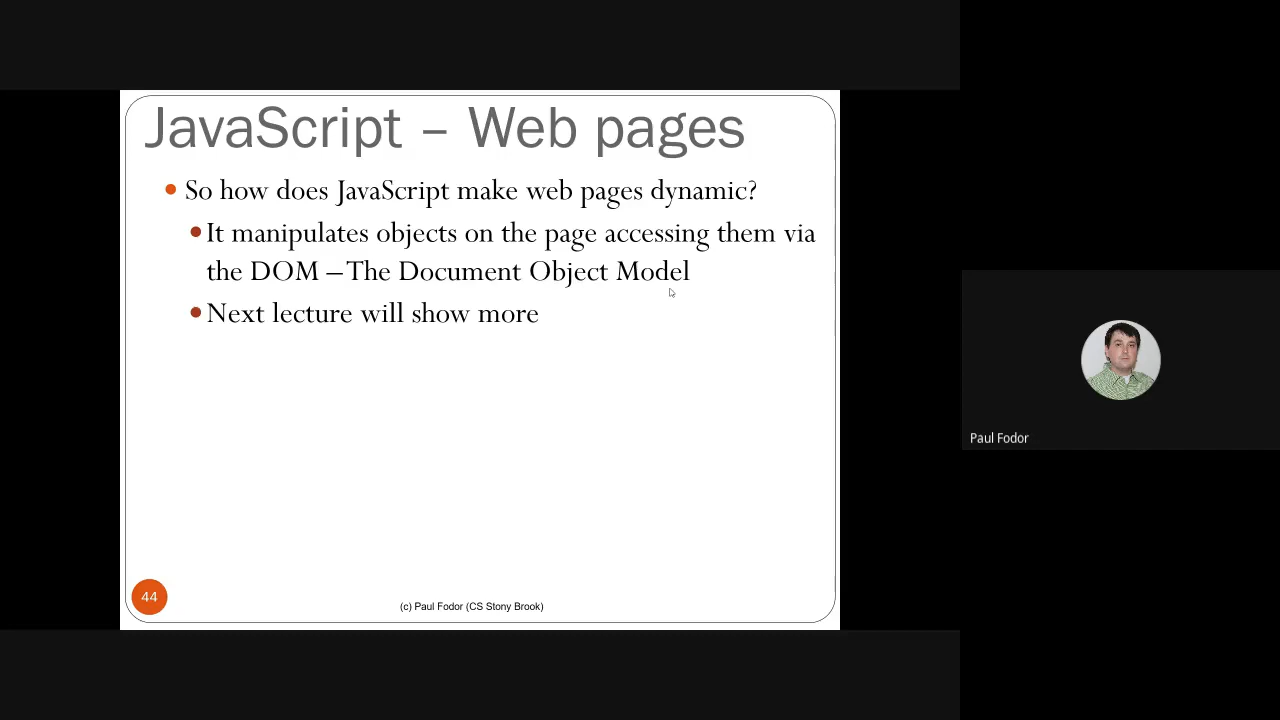 JavaScript – Web pages
So how does JavaScript make web pages dynamic?
It manipulates objects on the page accessing them via
the DOM – The Document Object Model
Next lecture will show more
44
(c) Paul Fodor (CS Stony Brook)
Paul Fodor